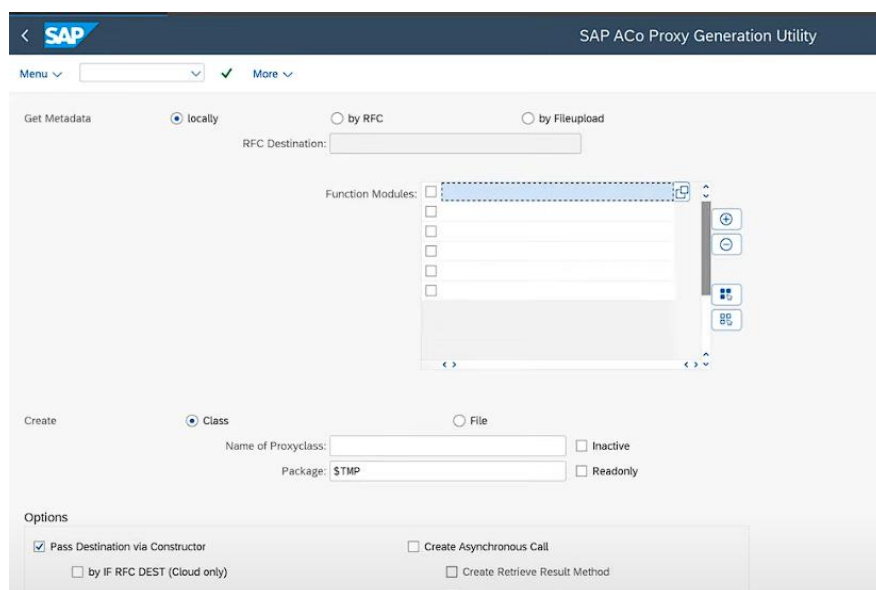 SAP SAP ACo Proxy Generation Utility
Menu More
Get Metadata locally by RFC by Fileupload
RFC Destination:
Function Modules:
Create Class File
Name of Proxyclass: Inactive
Package: $TMP Readonly
Options
Pass Destination via Constructor Create Asynchronous Call
by IF RFC DEST (Cloud only) Create Retrieve Result Method